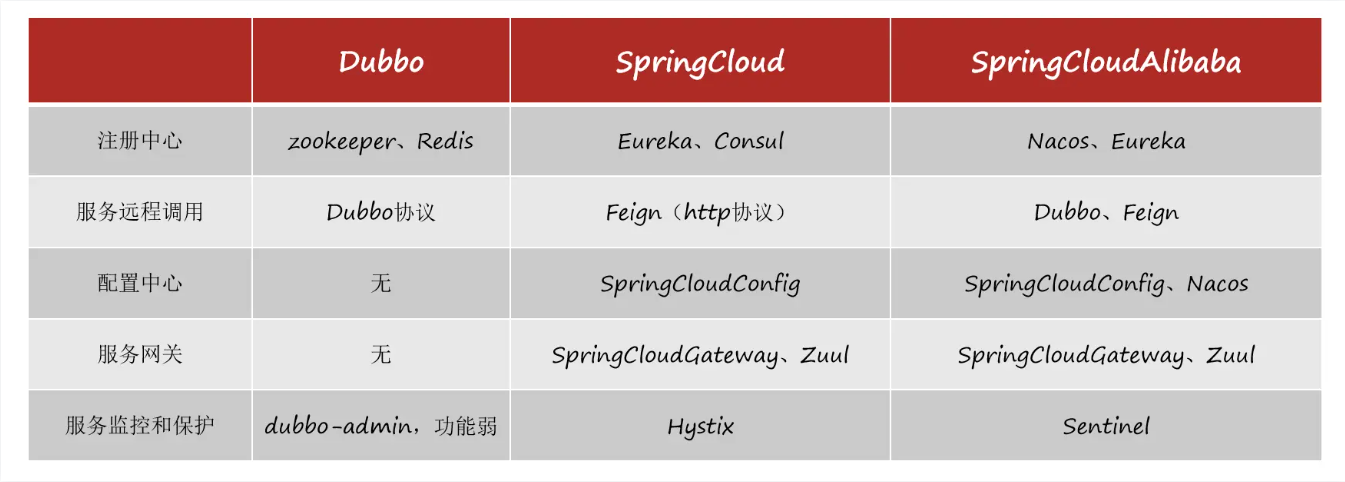 Dubbo SpringCloud SpringCloudAlibaba
注册中心 zookeeper、Redis Eureka、Consul Nacos、Eureka
服务远程调用 Dubbo协议 Feign（http协议） Dubbo、Feign
配置中心 无 SpringCloudConfig SpringCloudConfig、Nacos
服务网关 无 SpringCloudGateway、Zuul SpringCloudGateway、Zuul
服务监控和保护 dubbo-admin，功能弱 Hystix Sentinel